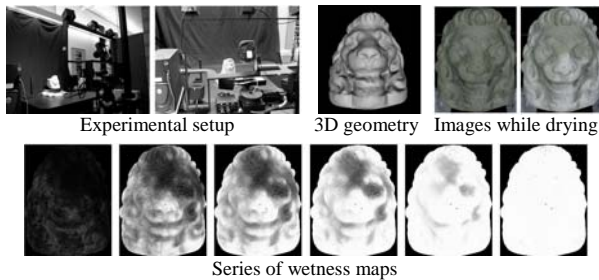 Experimental setup
3D geometry
Images while drying
Series of wetness maps